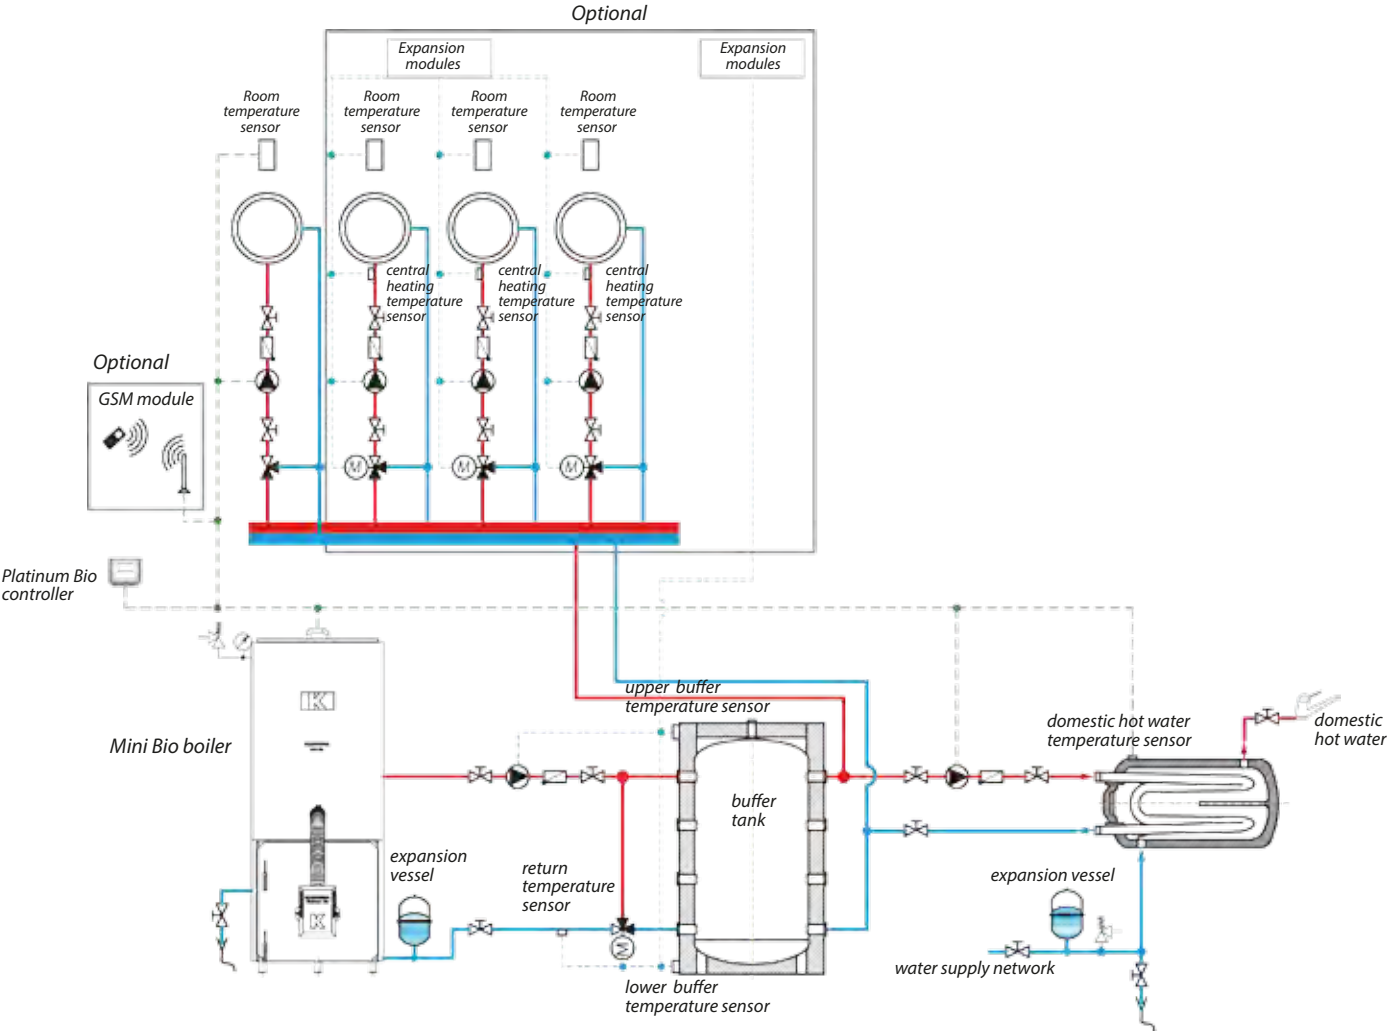 Optional
Expansion
modules
Expansion
modules
Room
temperature
sensor
Room
temperature
sensor
Room
temperature
sensor
Room
temperature
sensor
central
heating
temperature
sensor
central
heating
temperature
sensor
central
heating
temperature
sensor
Optional
GSM module
M
M
M
Platinum Bio
controller
K
upper buffer
temperature sensor
Mini Bio boiler
domestic hot water
temperature sensor
domestic
hot water
buffer
tank
expansion
vessel
return
temperature
sensor
expansion vessel
K
M
water supply network
lower buffer
temperature sensor